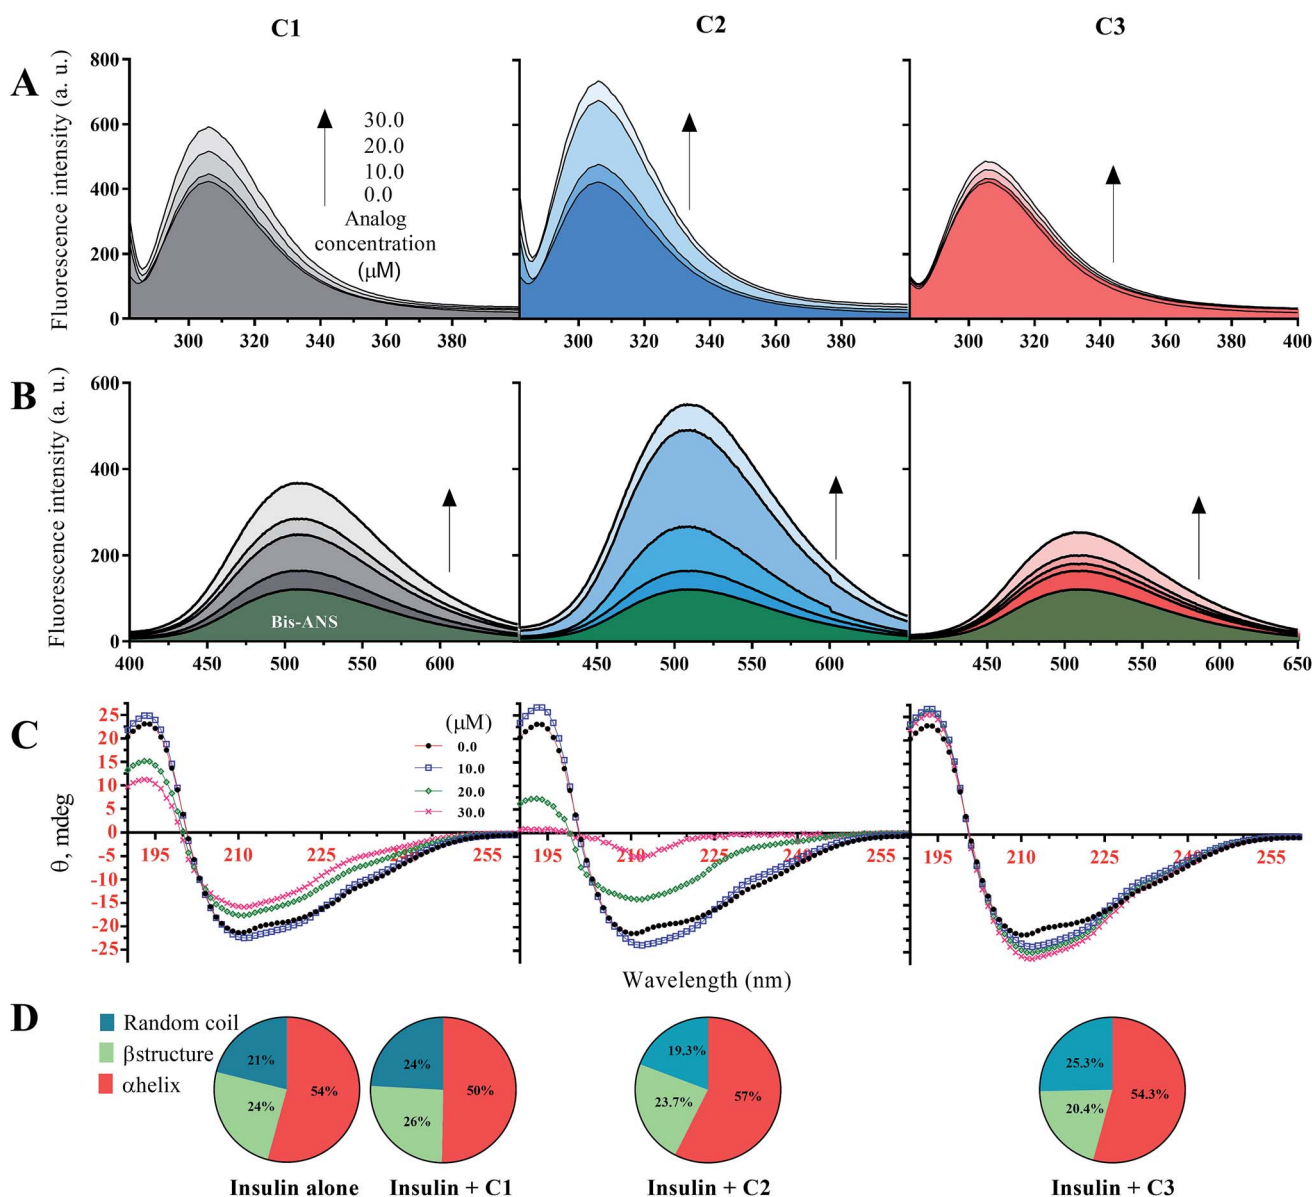 C1
C2
C3
A
Fluorescence intensity (a. u.)
800
600
400
200
0
30.0
20.0
10.0
0.0
Analog
concentration
(μM)
300 320 340 360 380
300 320 340 360 380
300 320 340 360 380 400
B
Fluorescence intensity (a. u.)
600
400
200
0
Bis-ANS
400 450 500 550 600
450 500 550 600
450 500 550 600 650
C
θ, mdeg
25
20
15
10
5
0
-5
-10
-15
-20
-25
(μM)
0.0
10.0
20.0
30.0
195 210 225 240 255
195 210 225 240 255
195 210 225 240 255
Wavelength (nm)
D
Random coil
βstructure
αhelix
21%
24%
54%
24%
26%
50%
19.3%
23.7%
57%
25.3%
20.4%
54.3%
Insulin alone
Insulin + C1
Insulin + C2
Insulin + C3